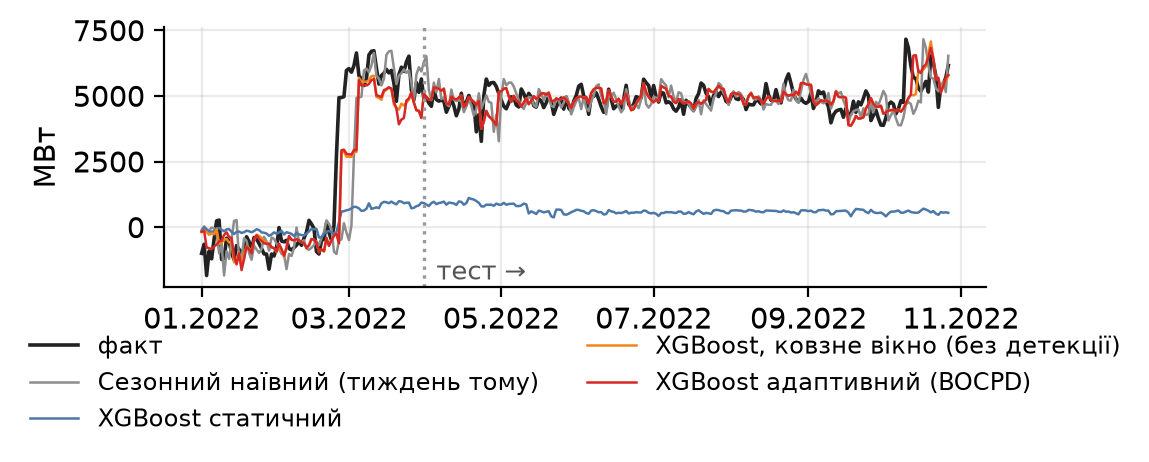 7500
5000
2500
0
МВт
тест →
01.2022 03.2022 05.2022 07.2022 09.2022 11.2022
факт
Сезонний наївний (тиждень тому)
XGBoost статичний
XGBoost, ковзне вікно (без детекції)
XGBoost адаптивний (BOCPD)